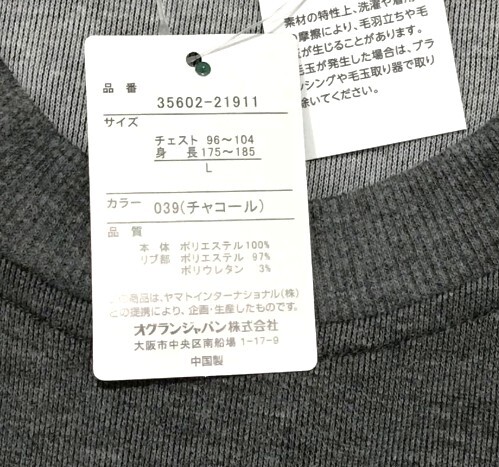 素材の特性上、洗濯や着用
摩擦により、毛羽立ちや毛
が生じることがあります。
毛玉が発生した場合は、ブラ
ッシングや毛玉取り器で取り
除いてください。
品 番
35602-21911
サイズ
チェスト 96～104
身 長 175～185
L
カラー 039(チャコール)
品 質
本 体 ポリエステル 100%
リブ部 ポリエステル 97%
ポリウレタン 3%
この商品は、ヤマトインターナショナル(株)
との提携により、企画・生産したものです。
オグランジャパン株式会社
大阪市中央区南船場 1-17-9
中国製